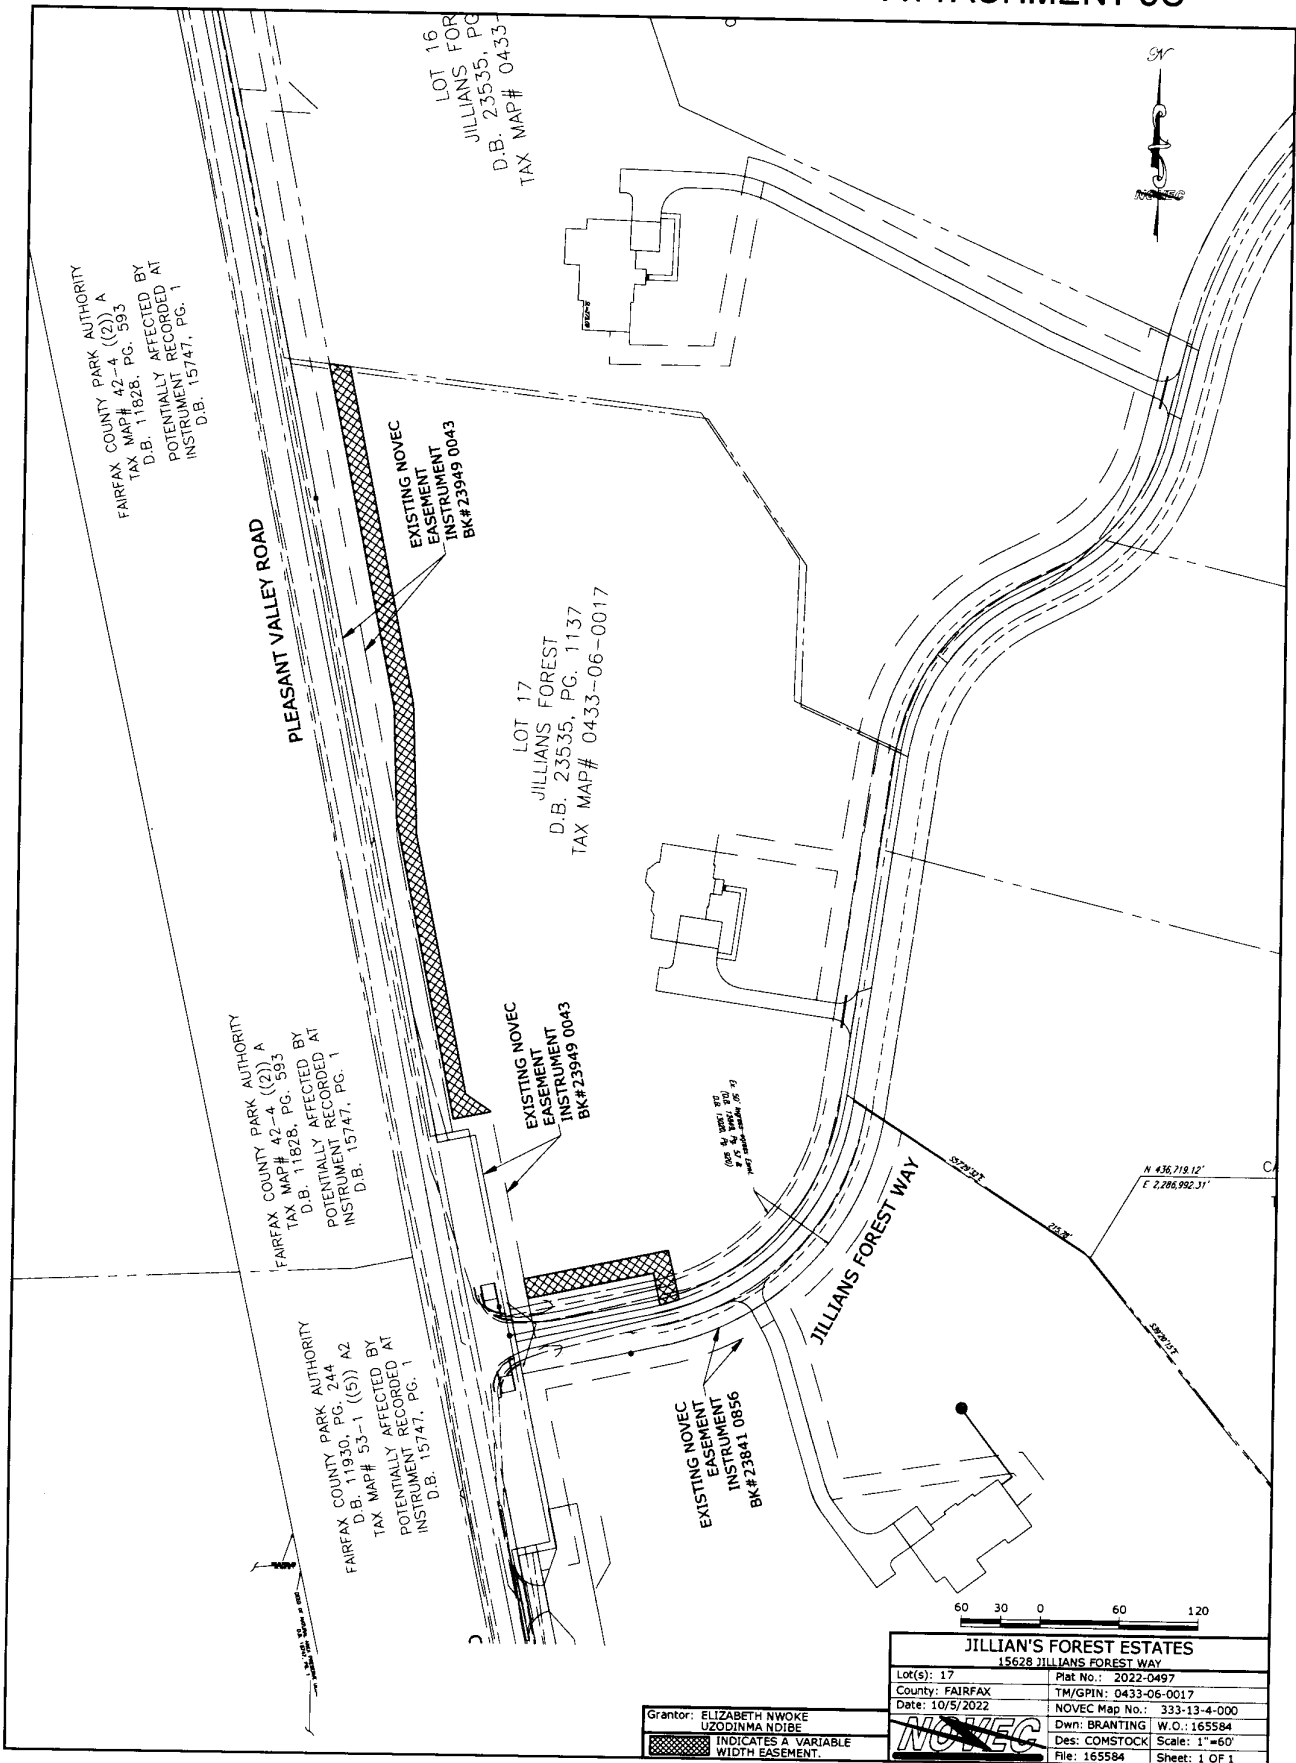 LOT 16
D.B. 23535, PG
TAX MAP# 0433-
N
NOVEC
FAIRFAX COUNTY PARK AUTHORITY
TAX MAP# 42-4 ((2)) A
D.B. 11828, PG. 593
POTENTIALLY AFFECTED BY
INSTRUMENT RECORDED AT
D.B. 15747, PG. 1
PLEASANT VALLEY ROAD
EXISTING NOVEC
EASEMENT
INSTRUMENT
BK#23949 0043
LOT 17
JILLIANS FOREST
D.B. 23535, PG. 1137
TAX MAP# 0433-06-0017
FAIRFAX COUNTY PARK AUTHORITY
TAX MAP# 42-4 ((2)) A
D.B. 11828, PG. 593
POTENTIALLY AFFECTED BY
INSTRUMENT RECORDED AT
D.B. 15747, PG. 1
EXISTING NOVEC
EASEMENT
INSTRUMENT
BK#23949 0043
N 436,719.12'
E 2,286,992.31'
JILLIANS FOREST WAY
FAIRFAX COUNTY PARK AUTHORITY
D.B. 11930, PG. 244
TAX MAP# 53-1 ((5)) A2
POTENTIALLY AFFECTED BY
INSTRUMENT RECORDED AT
D.B. 15747, PG. 1
EXISTING NOVEC
EASEMENT
INSTRUMENT
BK#23841 0856
60 30 0 60 120
JILLIAN'S FOREST ESTATES
15628 JILLIANS FOREST WAY
Lot(s): 17
Plat No.: 2022-0497
County: FAIRFAX
TM/GPIN: 0433-06-0017
Date: 10/5/2022
NOVEC Map No.: 333-13-4-000
NOVEC
Dwn: BRANTING W.O.: 165584
Des: COMSTOCK Scale: 1"=60'
File: 165584 Sheet: 1 OF 1
Grantor: ELIZABETH NWOKE
UZODINMA NDIBE
INDICATES A VARIABLE
WIDTH EASEMENT.